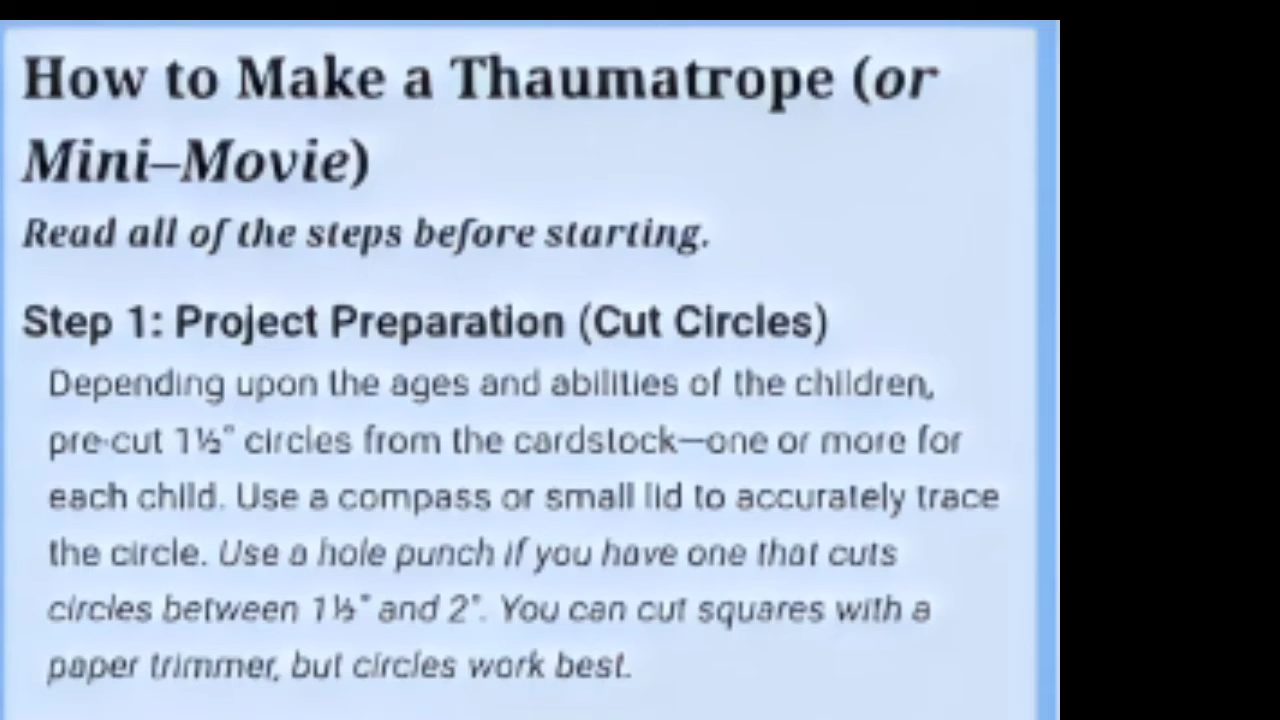 How to Make a Thaumatrope (or
Mini–Movie)
Read all of the steps before starting.
Step 1: Project Preparation (Cut Circles)
Depending upon the ages and abilities of the children,
pre-cut 1½" circles from the cardstock—one or more for
each child. Use a compass or small lid to accurately trace
the circle. Use a hole punch if you have one that cuts
circles between 1½" and 2". You can cut squares with a
paper trimmer, but circles work best.